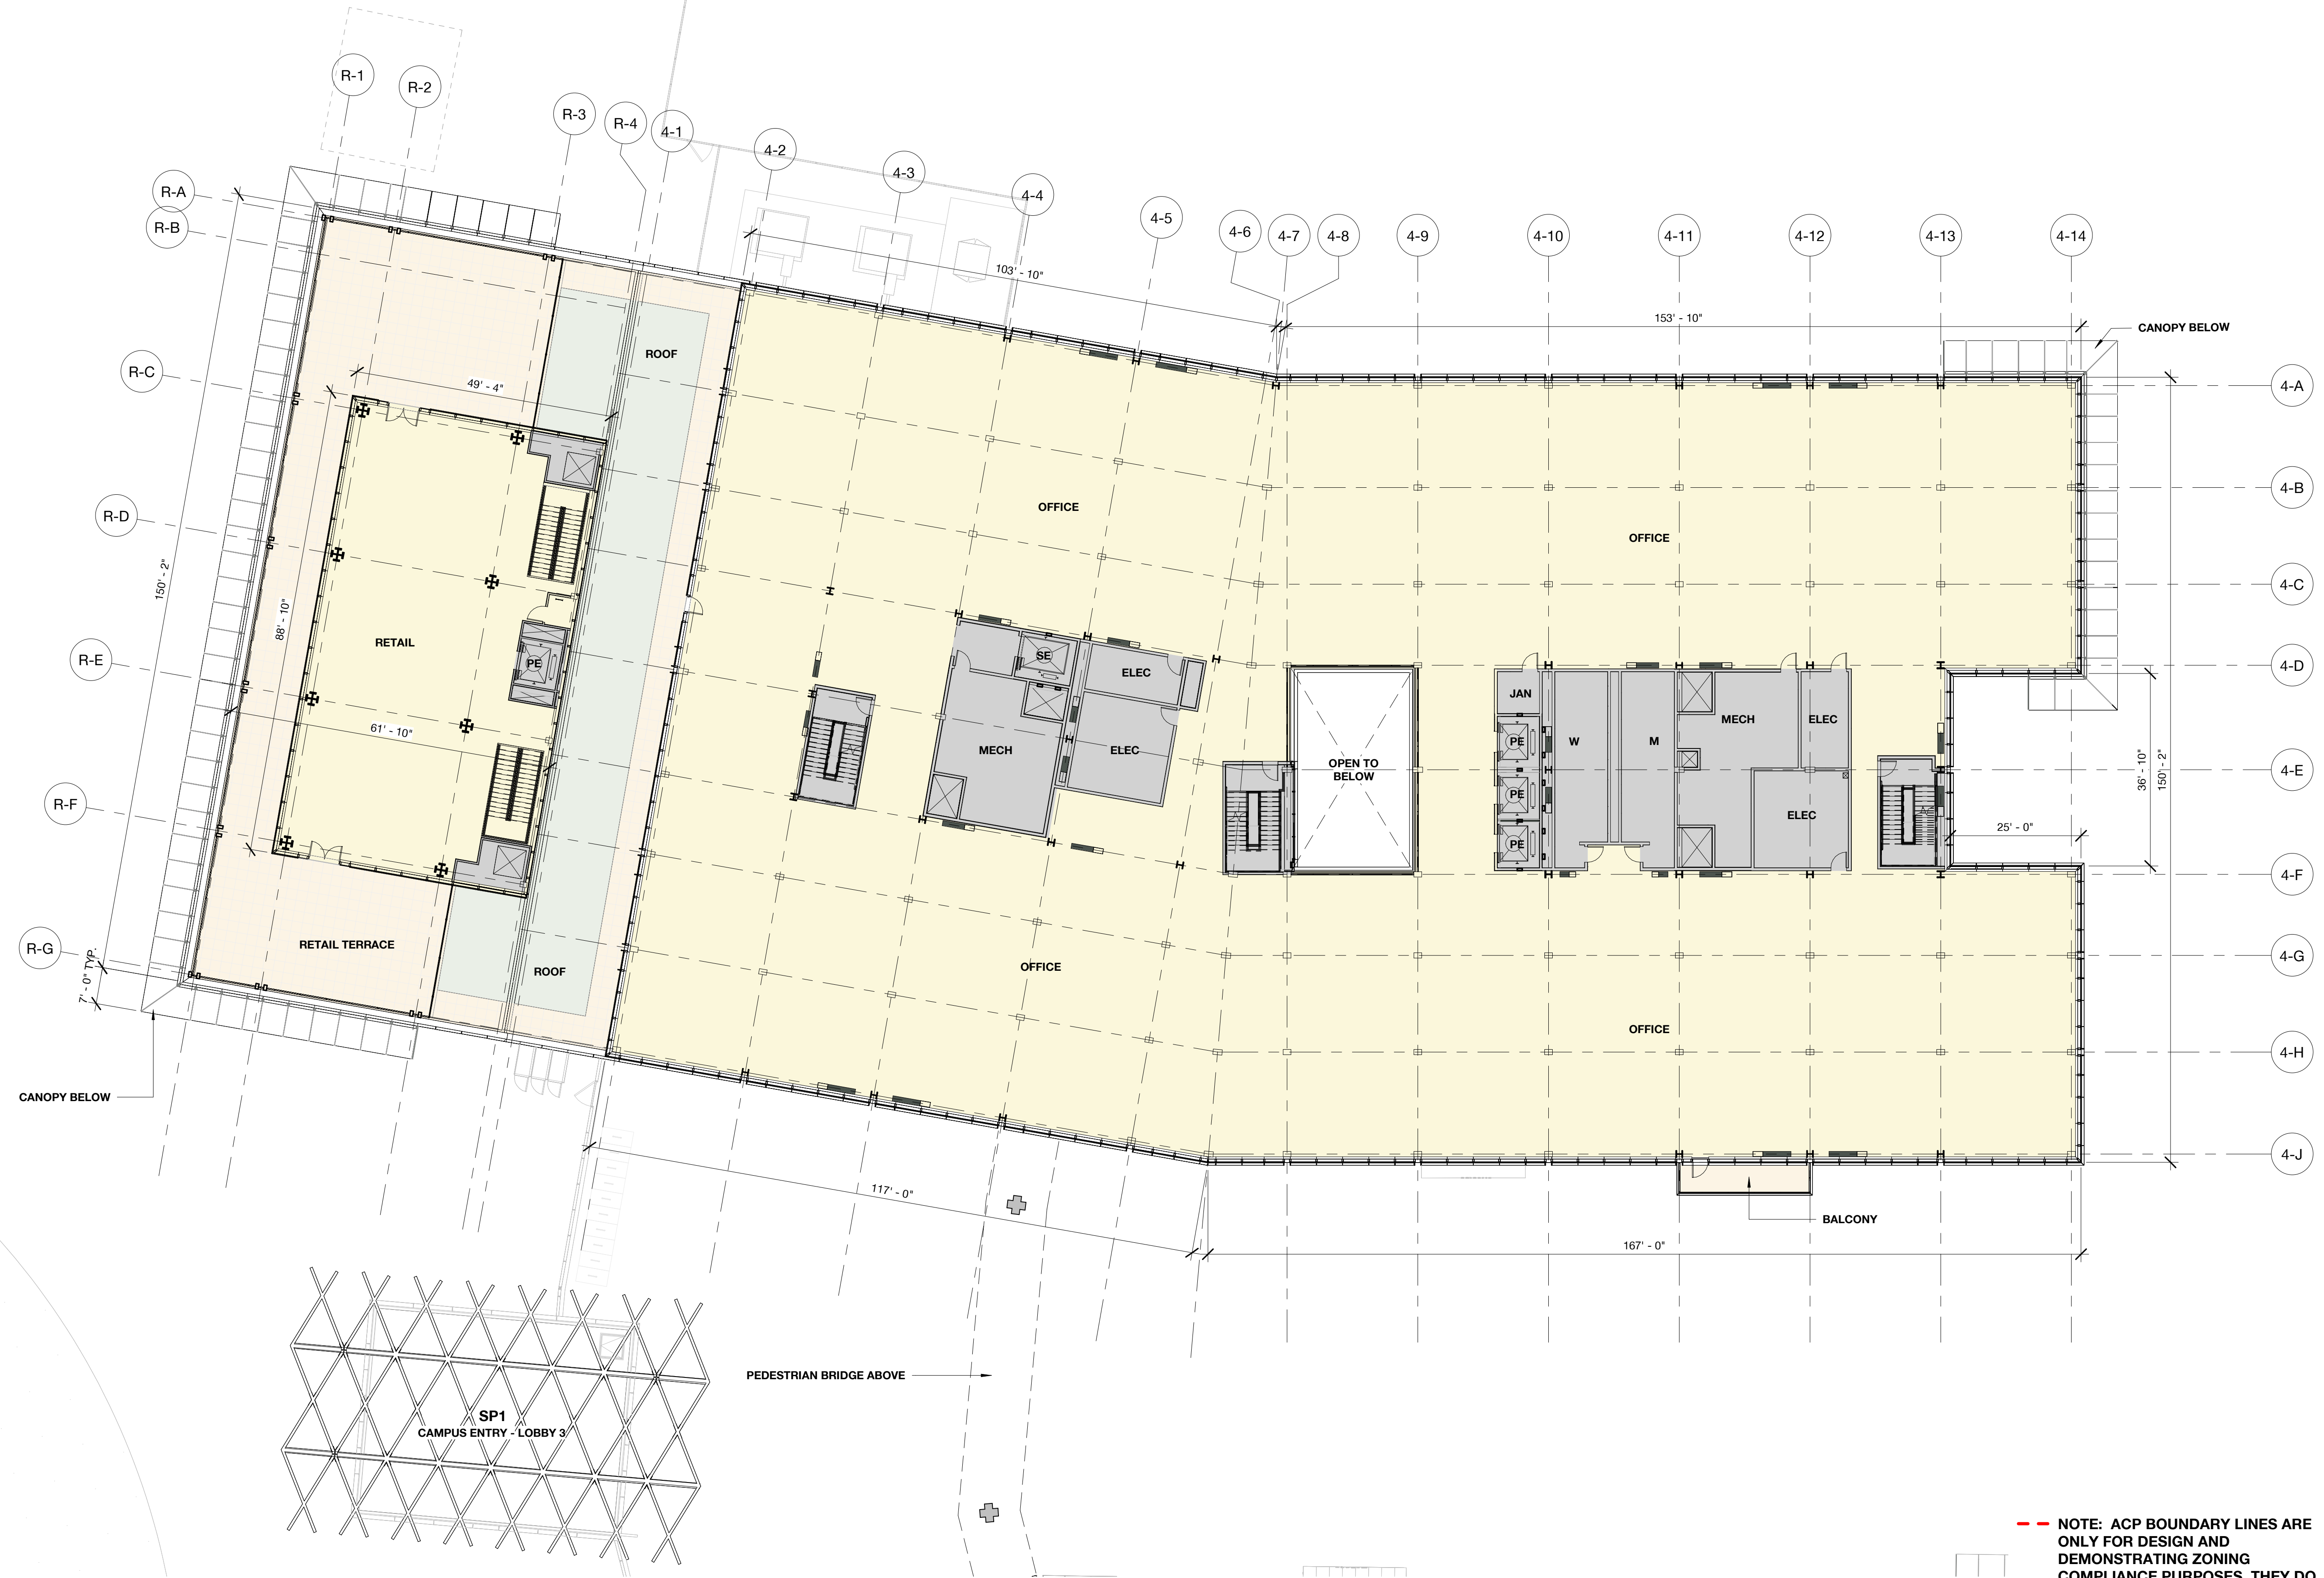 R-1
R-2
R-3
R-4
4-1
4-2
4-3
4-4
4-5
4-6
4-7
4-8
4-9
4-10
4-11
4-12
4-13
4-14
R-A
R-B
R-C
R-D
R-E
R-F
R-G
4-A
4-B
4-C
4-D
4-E
4-F
4-G
4-H
4-J
103' - 10"
153' - 10"
CANOPY BELOW
ROOF
49' - 4"
150' - 2"
88' - 10"
OFFICE
OFFICE
RETAIL
PE
SE
ELEC
MECH
ELEC
61' - 10"
OPEN TO
BELOW
JAN
PE
PE
PE
W
M
MECH
ELEC
ELEC
36' - 10"
150' - 2"
25' - 0"
RETAIL TERRACE
ROOF
OFFICE
OFFICE
7' - 0" TYP.
CANOPY BELOW
117' - 0"
BALCONY
167' - 0"
PEDESTRIAN BRIDGE ABOVE
SP1
CAMPUS ENTRY - LOBBY 3
NOTE: ACP BOUNDARY LINES ARE
ONLY FOR DESIGN AND
DEMONSTRATING ZONING
COMPLIANCE PURPOSES. THEY DO